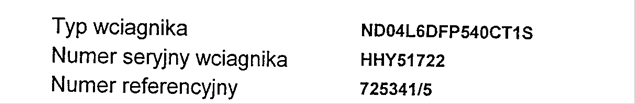 Typ wciagnika ND04L6DFP540CT1S
Numer seryjny wciagnika HHY51722
Numer referencyjny 725341/5